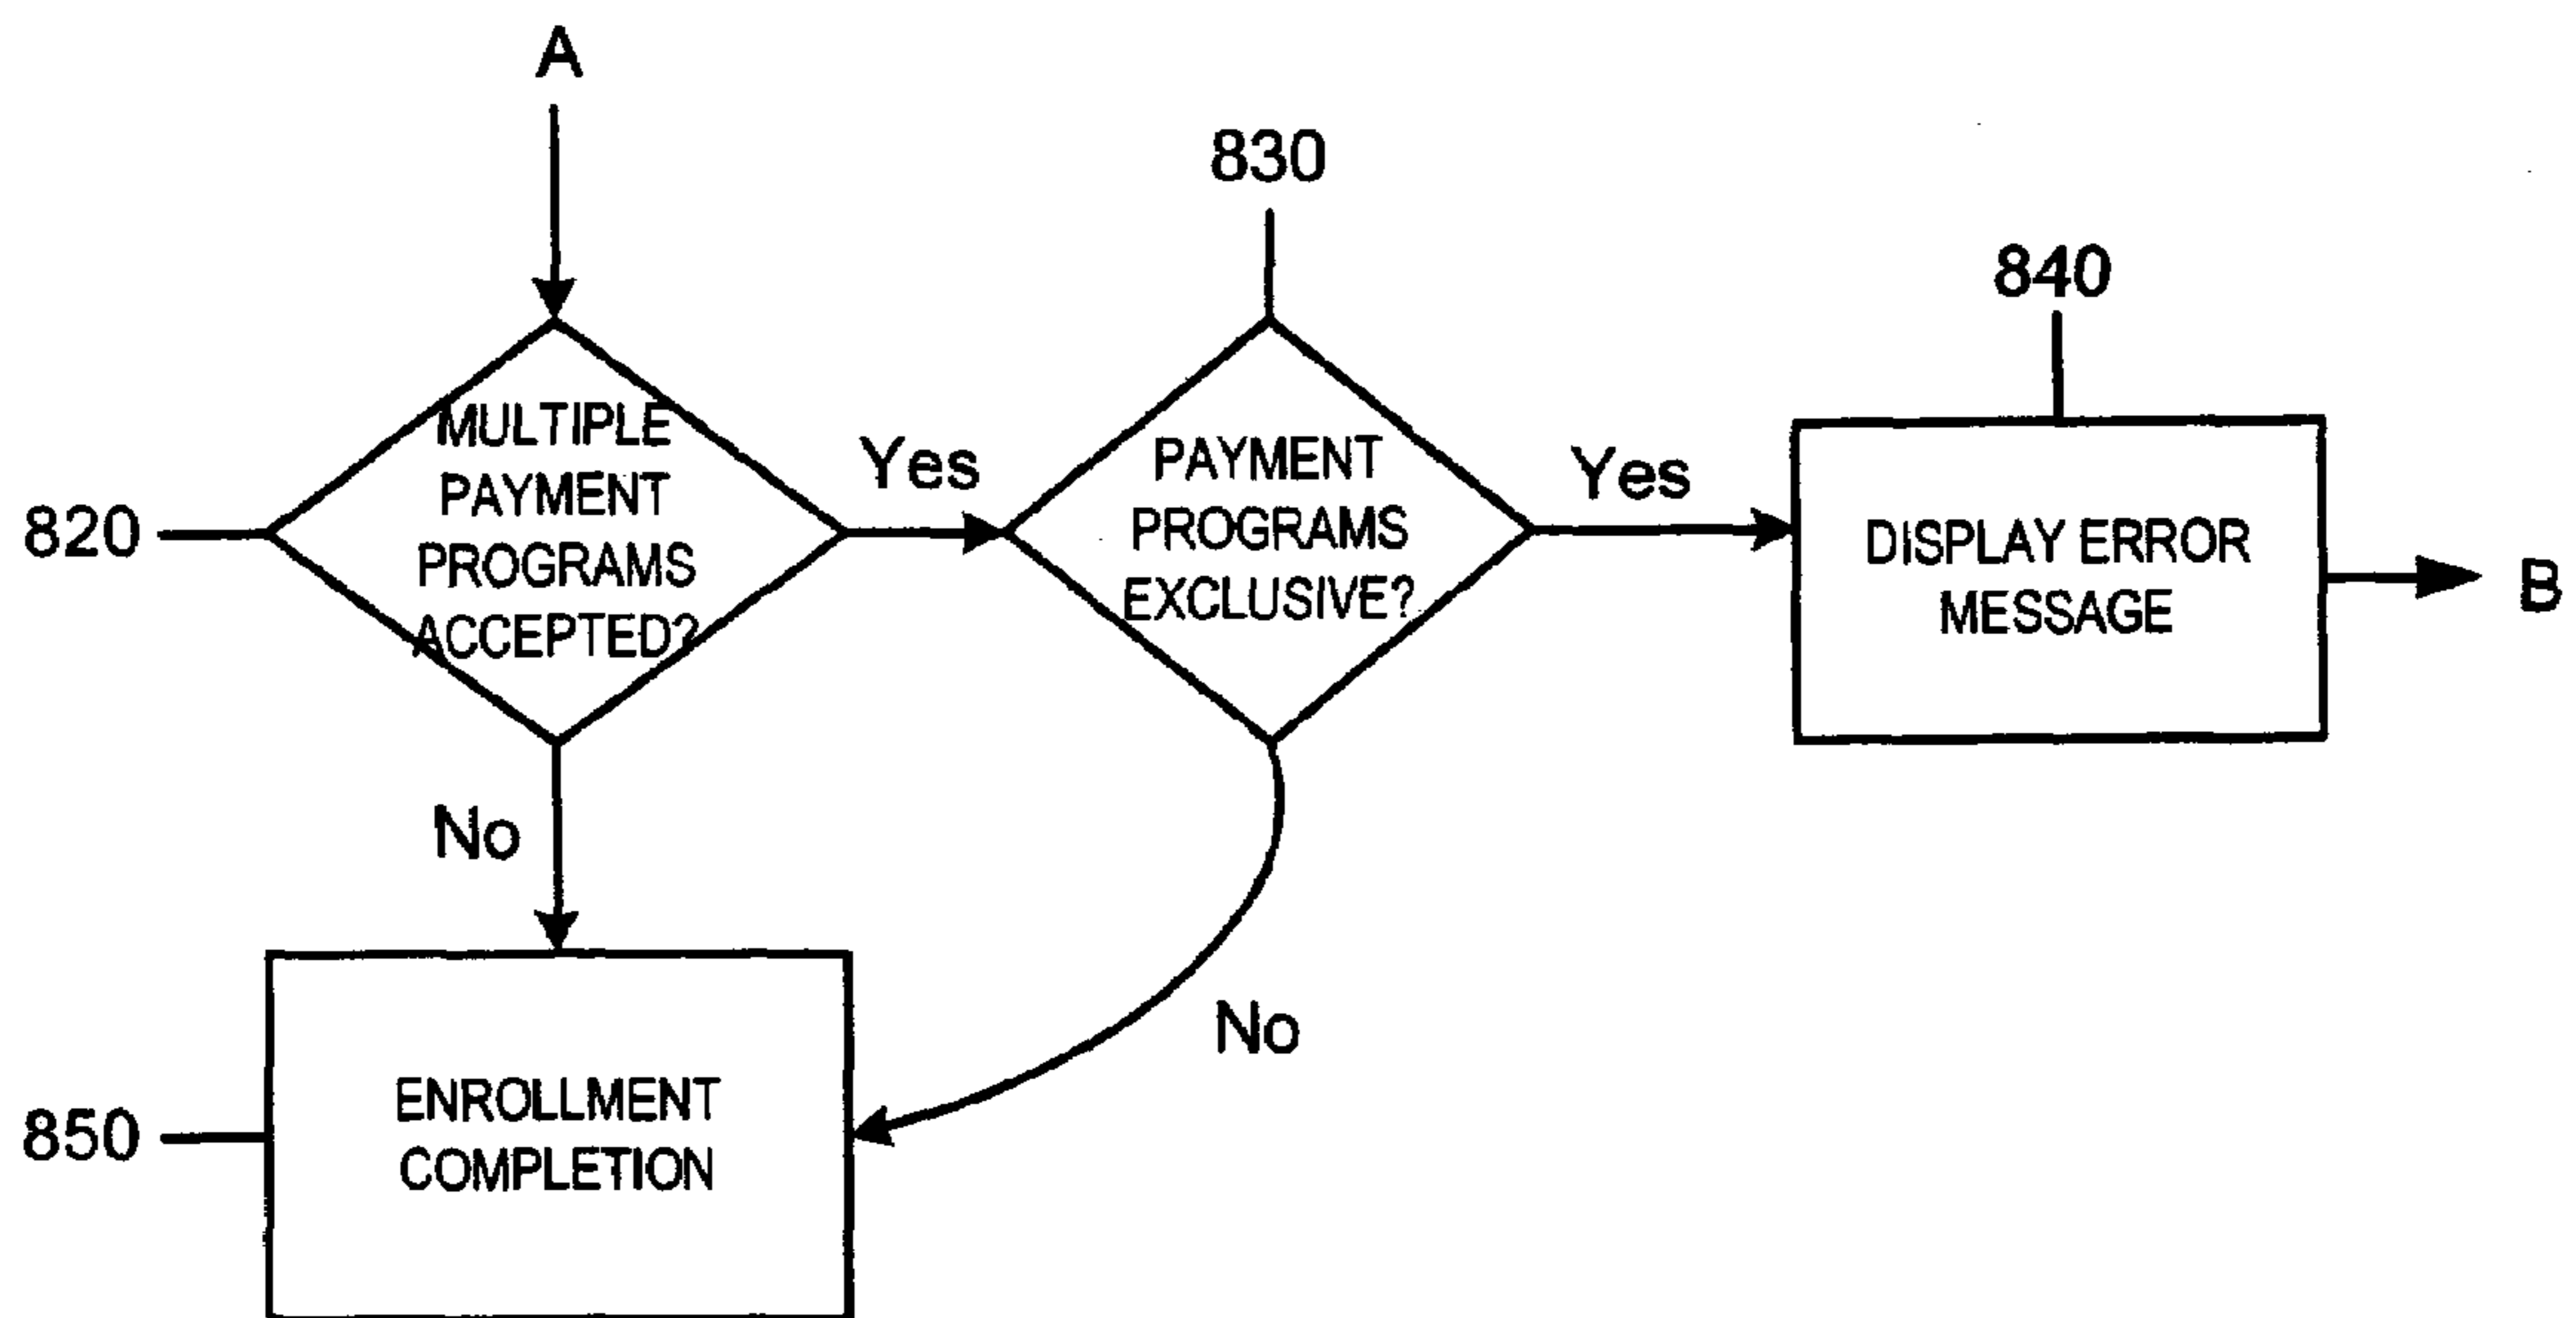 A
830
840
MULTIPLE
PAYMENT
PROGRAMS
ACCEPTED?
Yes
PAYMENT
PROGRAMS
EXCLUSIVE?
Yes
DISPLAY ERROR
MESSAGE
820
B
No
No
ENROLLMENT
COMPLETION
850